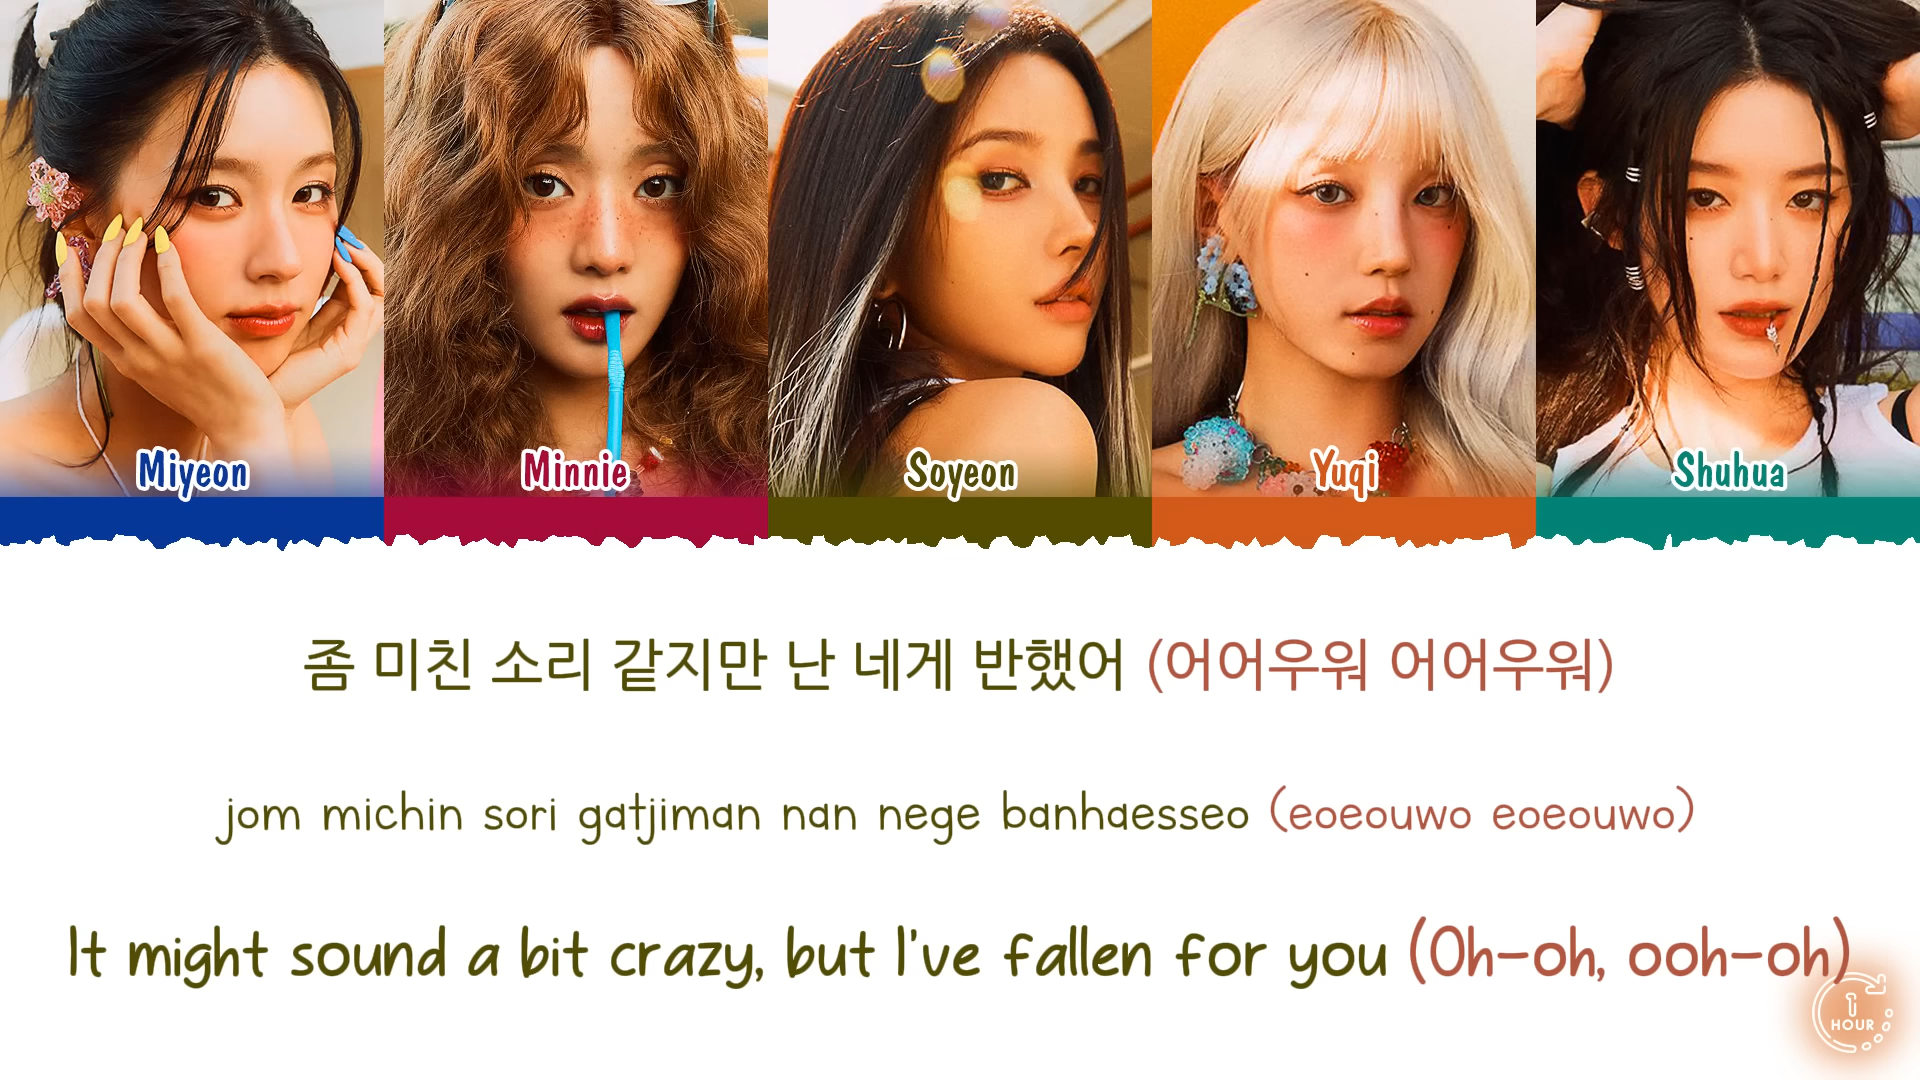 Miyeon
Minnie
Soyeon
Yuqi
Shuhua
좀 미친 소리 같지만 난 네게 반했어 (어어우워 어어우워)
jom michin sori gatjiman nan nege banhaesseo (eoeouwo eoeouwo)
It might sound a bit crazy, but I've fallen for you (Oh-oh, ooh-oh)
1
HOUR